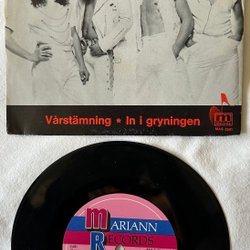 Vårstämning ★ In i gryningen
m
MARIANN
RECORDS